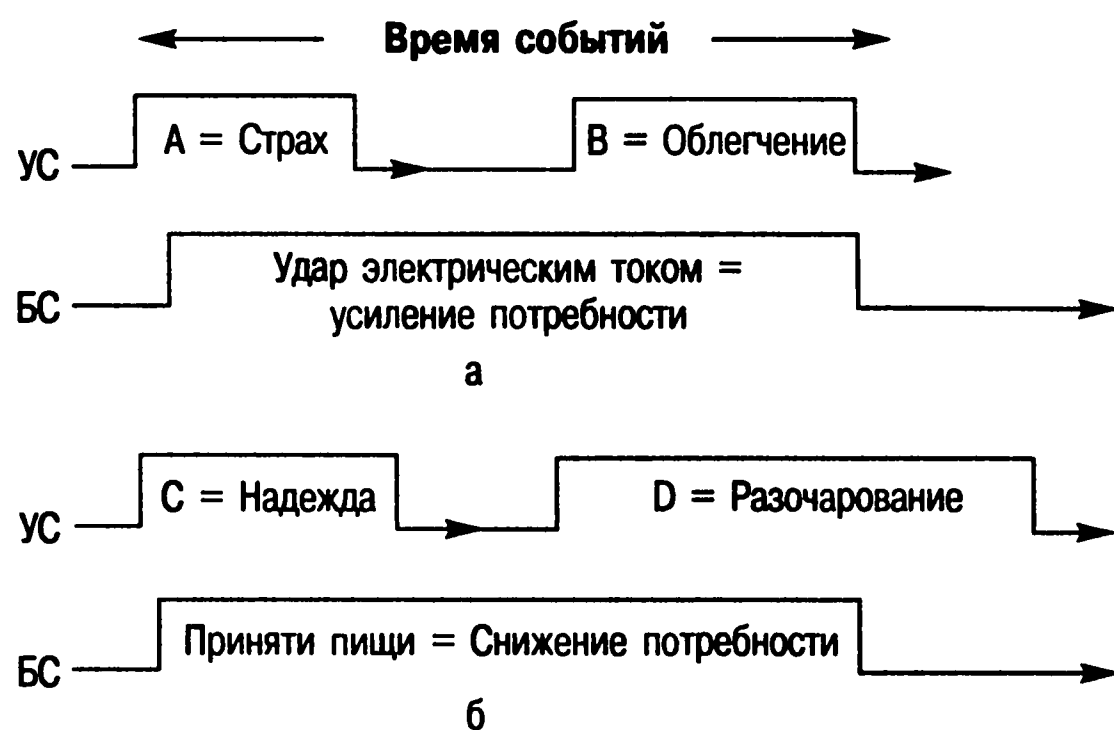 Время событий
А = Страх
В = Облегчение
УС
Удар электрическим током =
усиление потребности
БС
а
С = Надежда
D = Разочарование
УС
Приняти пищи = Снижение потребности
БС
б